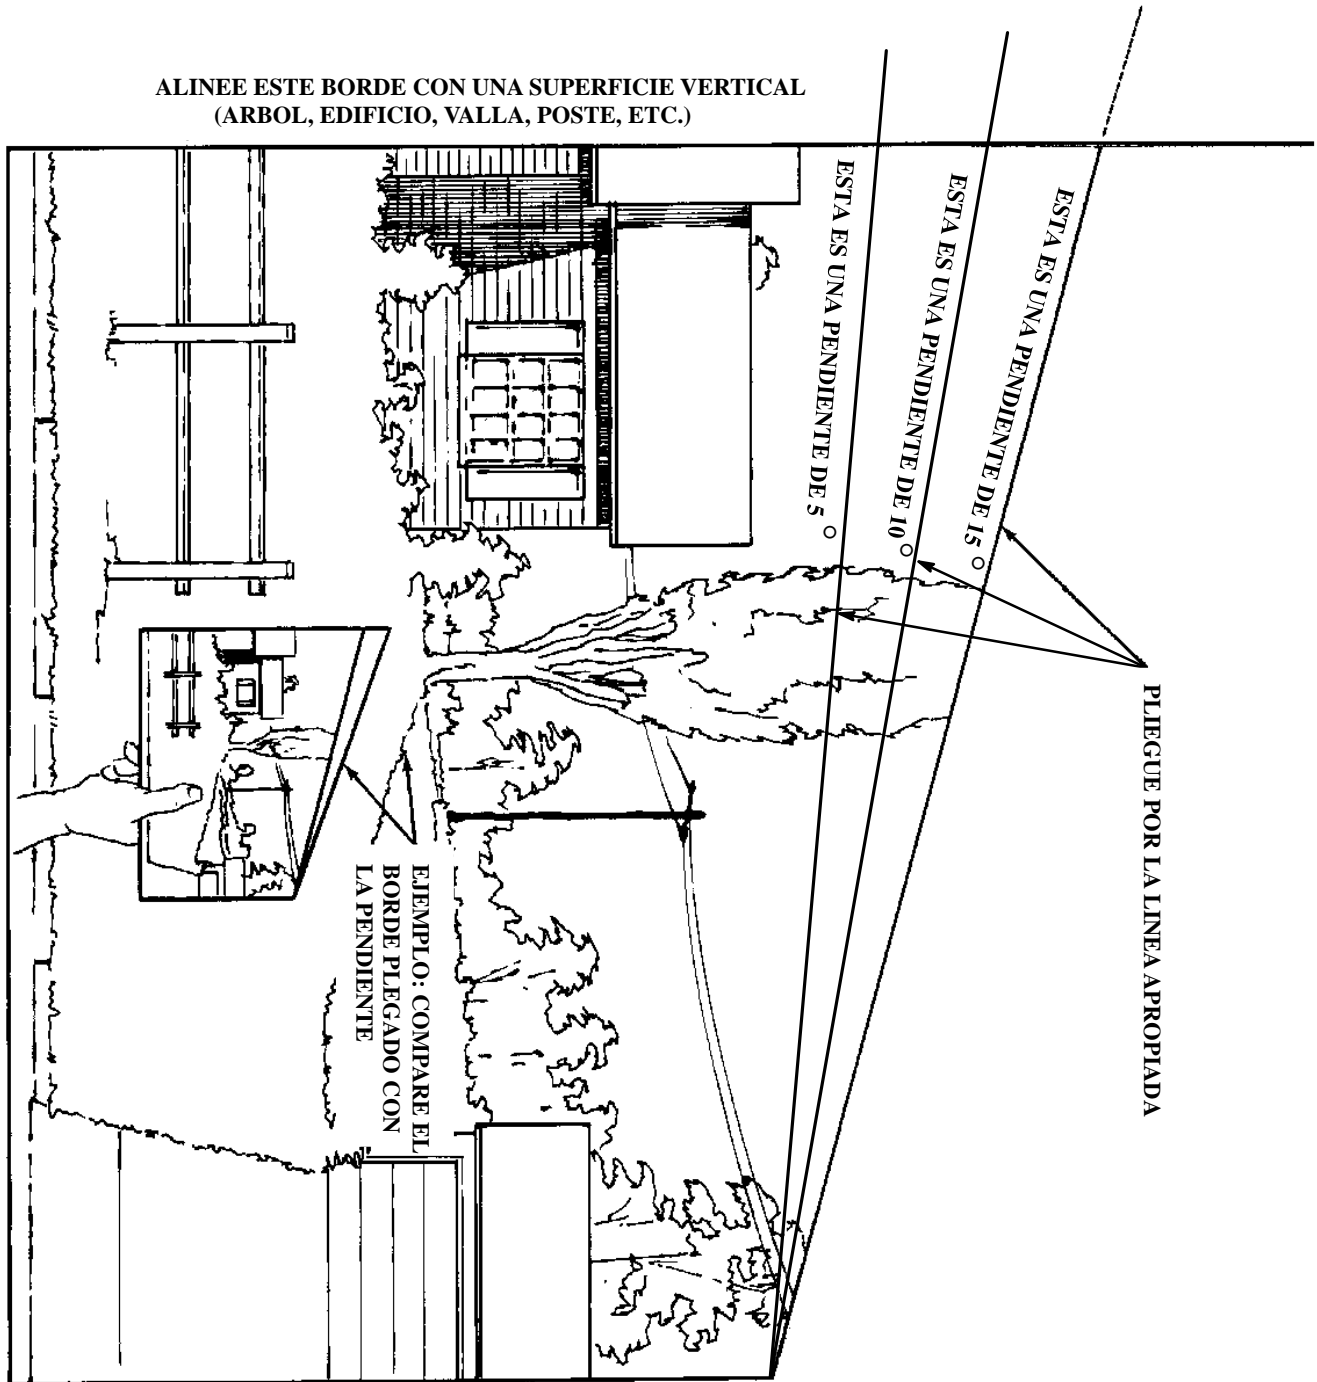 ALINEE ESTE BORDE CON UNA SUPERFICIE VERTICAL
(ARBOL, EDIFICIO, VALLA, POSTE, ETC.)
ESTA ES UNA PENDIENTE DE 5°
ESTA ES UNA PENDIENTE DE 10°
ESTA ES UNA PENDIENTE DE 15°
PLIEGUE POR LA LINEA APROPIADA
EJEMPLO: COMPARE EL
BORDE PLEGADO CON
LA PENDIENTE